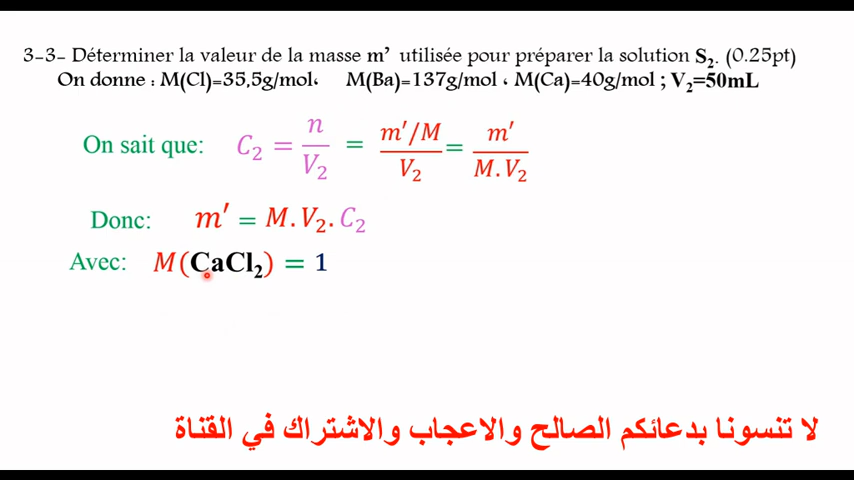 3-3- Déterminer la valeur de la masse m’ utilisée pour préparer la solution S₂. (0.25pt)
On donne : M(Cl)=35,5g/mol، M(Ba)=137g/mol ، M(Ca)=40g/mol ; V₂=50mL
On sait que: C₂ = n/V₂ = (m'/M)/V₂ = m'/(M.V₂)
Donc: m' = M.V₂.C₂
Avec: M(CaCl₂) = 1
لا تنسونا بدعائكم الصالح والاعجاب والاشتراك في القناة